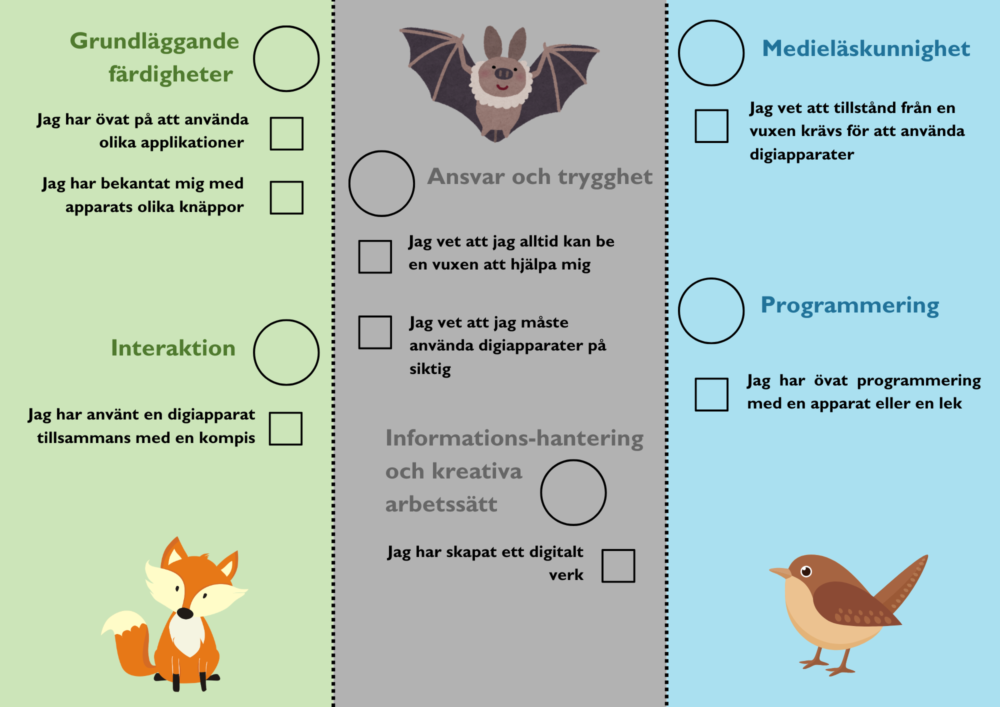 Grundläggande
färdigheter
Jag har övat på att använda
olika applikationer
Jag har bekantat mig med
apparats olika knäppor
Interaktion
Jag har använt en digiapparat
tillsammans med en kompis
Ansvar och trygghet
Jag vet att jag alltid kan be
en vuxen att hjälpa mig
Jag vet att jag måste
använda digiapparater på
siktig
Informations-hantering
och kreativa
arbetssätt
Jag har skapat ett digitalt
verk
Medieläskunnighet
Jag vet att tillstånd från en
vuxen krävs för att använda
digiapparater
Programmering
Jag har övat programmering
med en apparat eller en lek